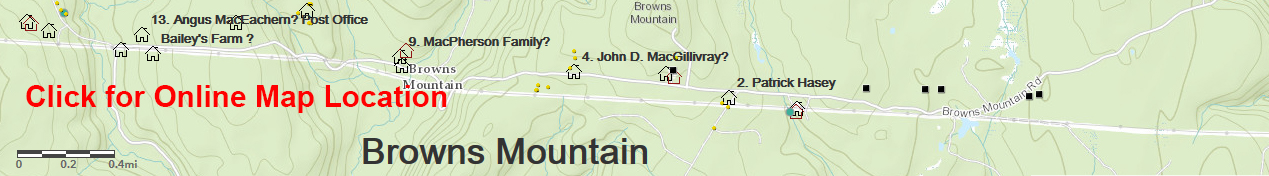 Browns
Mountain
13. Angus MacEachern? Post Office
Bailey's Farm ?
9. MacPherson Family?
4. John D. MacGillivray?
Browns
Mountain
2. Patrick Hasey
Click for Online Map Location
Browns Mountain Rd
Browns Mountain
0 0.2 0.4mi